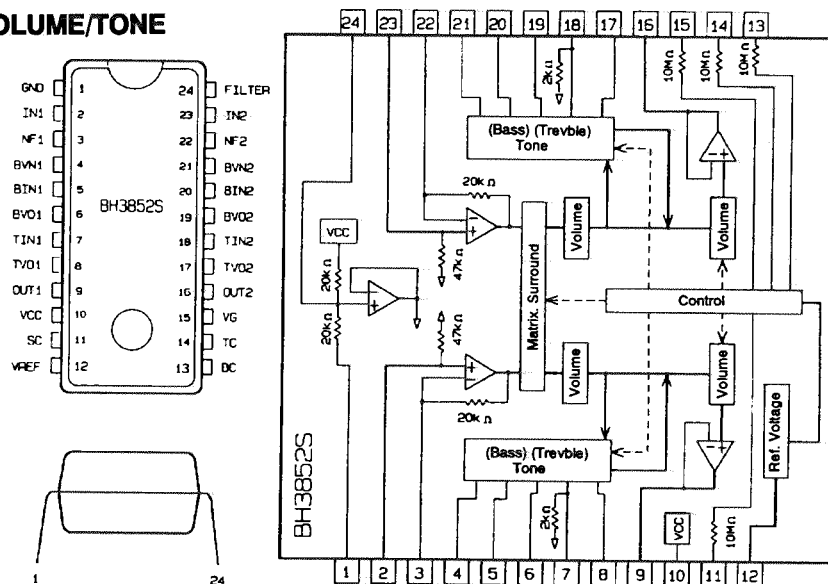 OLUME/TONE
GND 1 24 FILTER
IN1 2 23 IN2
NF1 3 22 NF2
BVN1 4 21 BVN2
BIN1 5 20 BIN2
BVO1 6 19 BVO2
TIN1 7 18 TIN2
TVO1 8 17 TVO2
OUT1 9 16 OUT2
VCC 10 15 VG
SC 11 14 TC
VREF 12 13 BC
BH3852S
1 24
24 23 22 21 20 19 18 17 16 15 14 13
2kΩ
10MΩ
10MΩ
10MΩ
(Bass) (Trevble)
Tone
20kΩ
VCC
Volume
Volume
20kΩ
47kΩ
Matrix. Surround
Control
20kΩ
47kΩ
Volume
Volume
20kΩ
Ref. Voltage
(Bass) (Trevble)
Tone
BH3852S
2kΩ
VCC
10MΩ
1 2 3 4 5 6 7 8 9 10 11 12